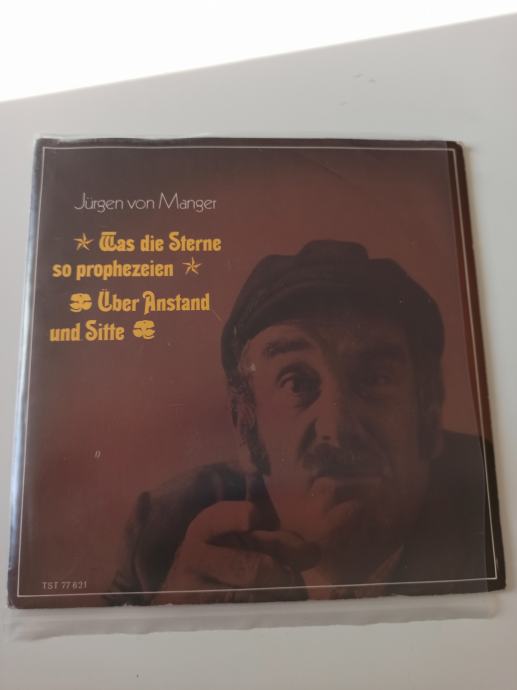 Jürgen von Manger
Was die Sterne
so prophezeien
Über Anstand
und Sitte
TST 77 621